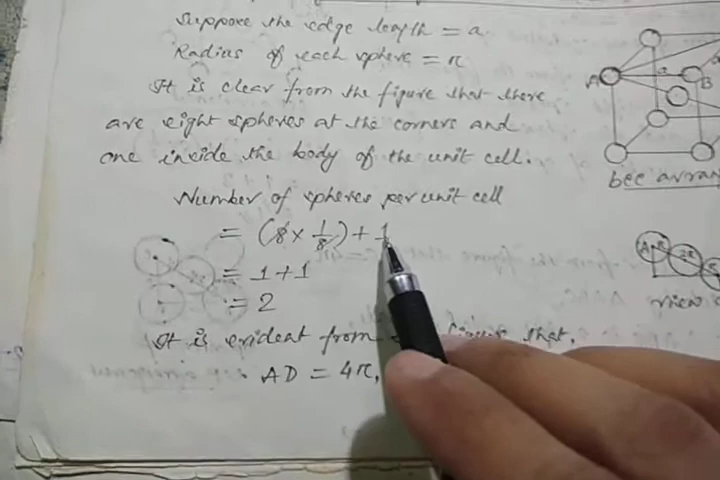 Suppose the edge length = a
Radius of each sphere = r
It is clear from the figure that there
are eight spheres at the corners and
one inside the body of the unit cell.
Number of spheres per unit cell
= (8 × 1/8) + 1
= 1 + 1
= 2
It is evident from figure that.
AD = 4r,
A
B
bcc arran
view